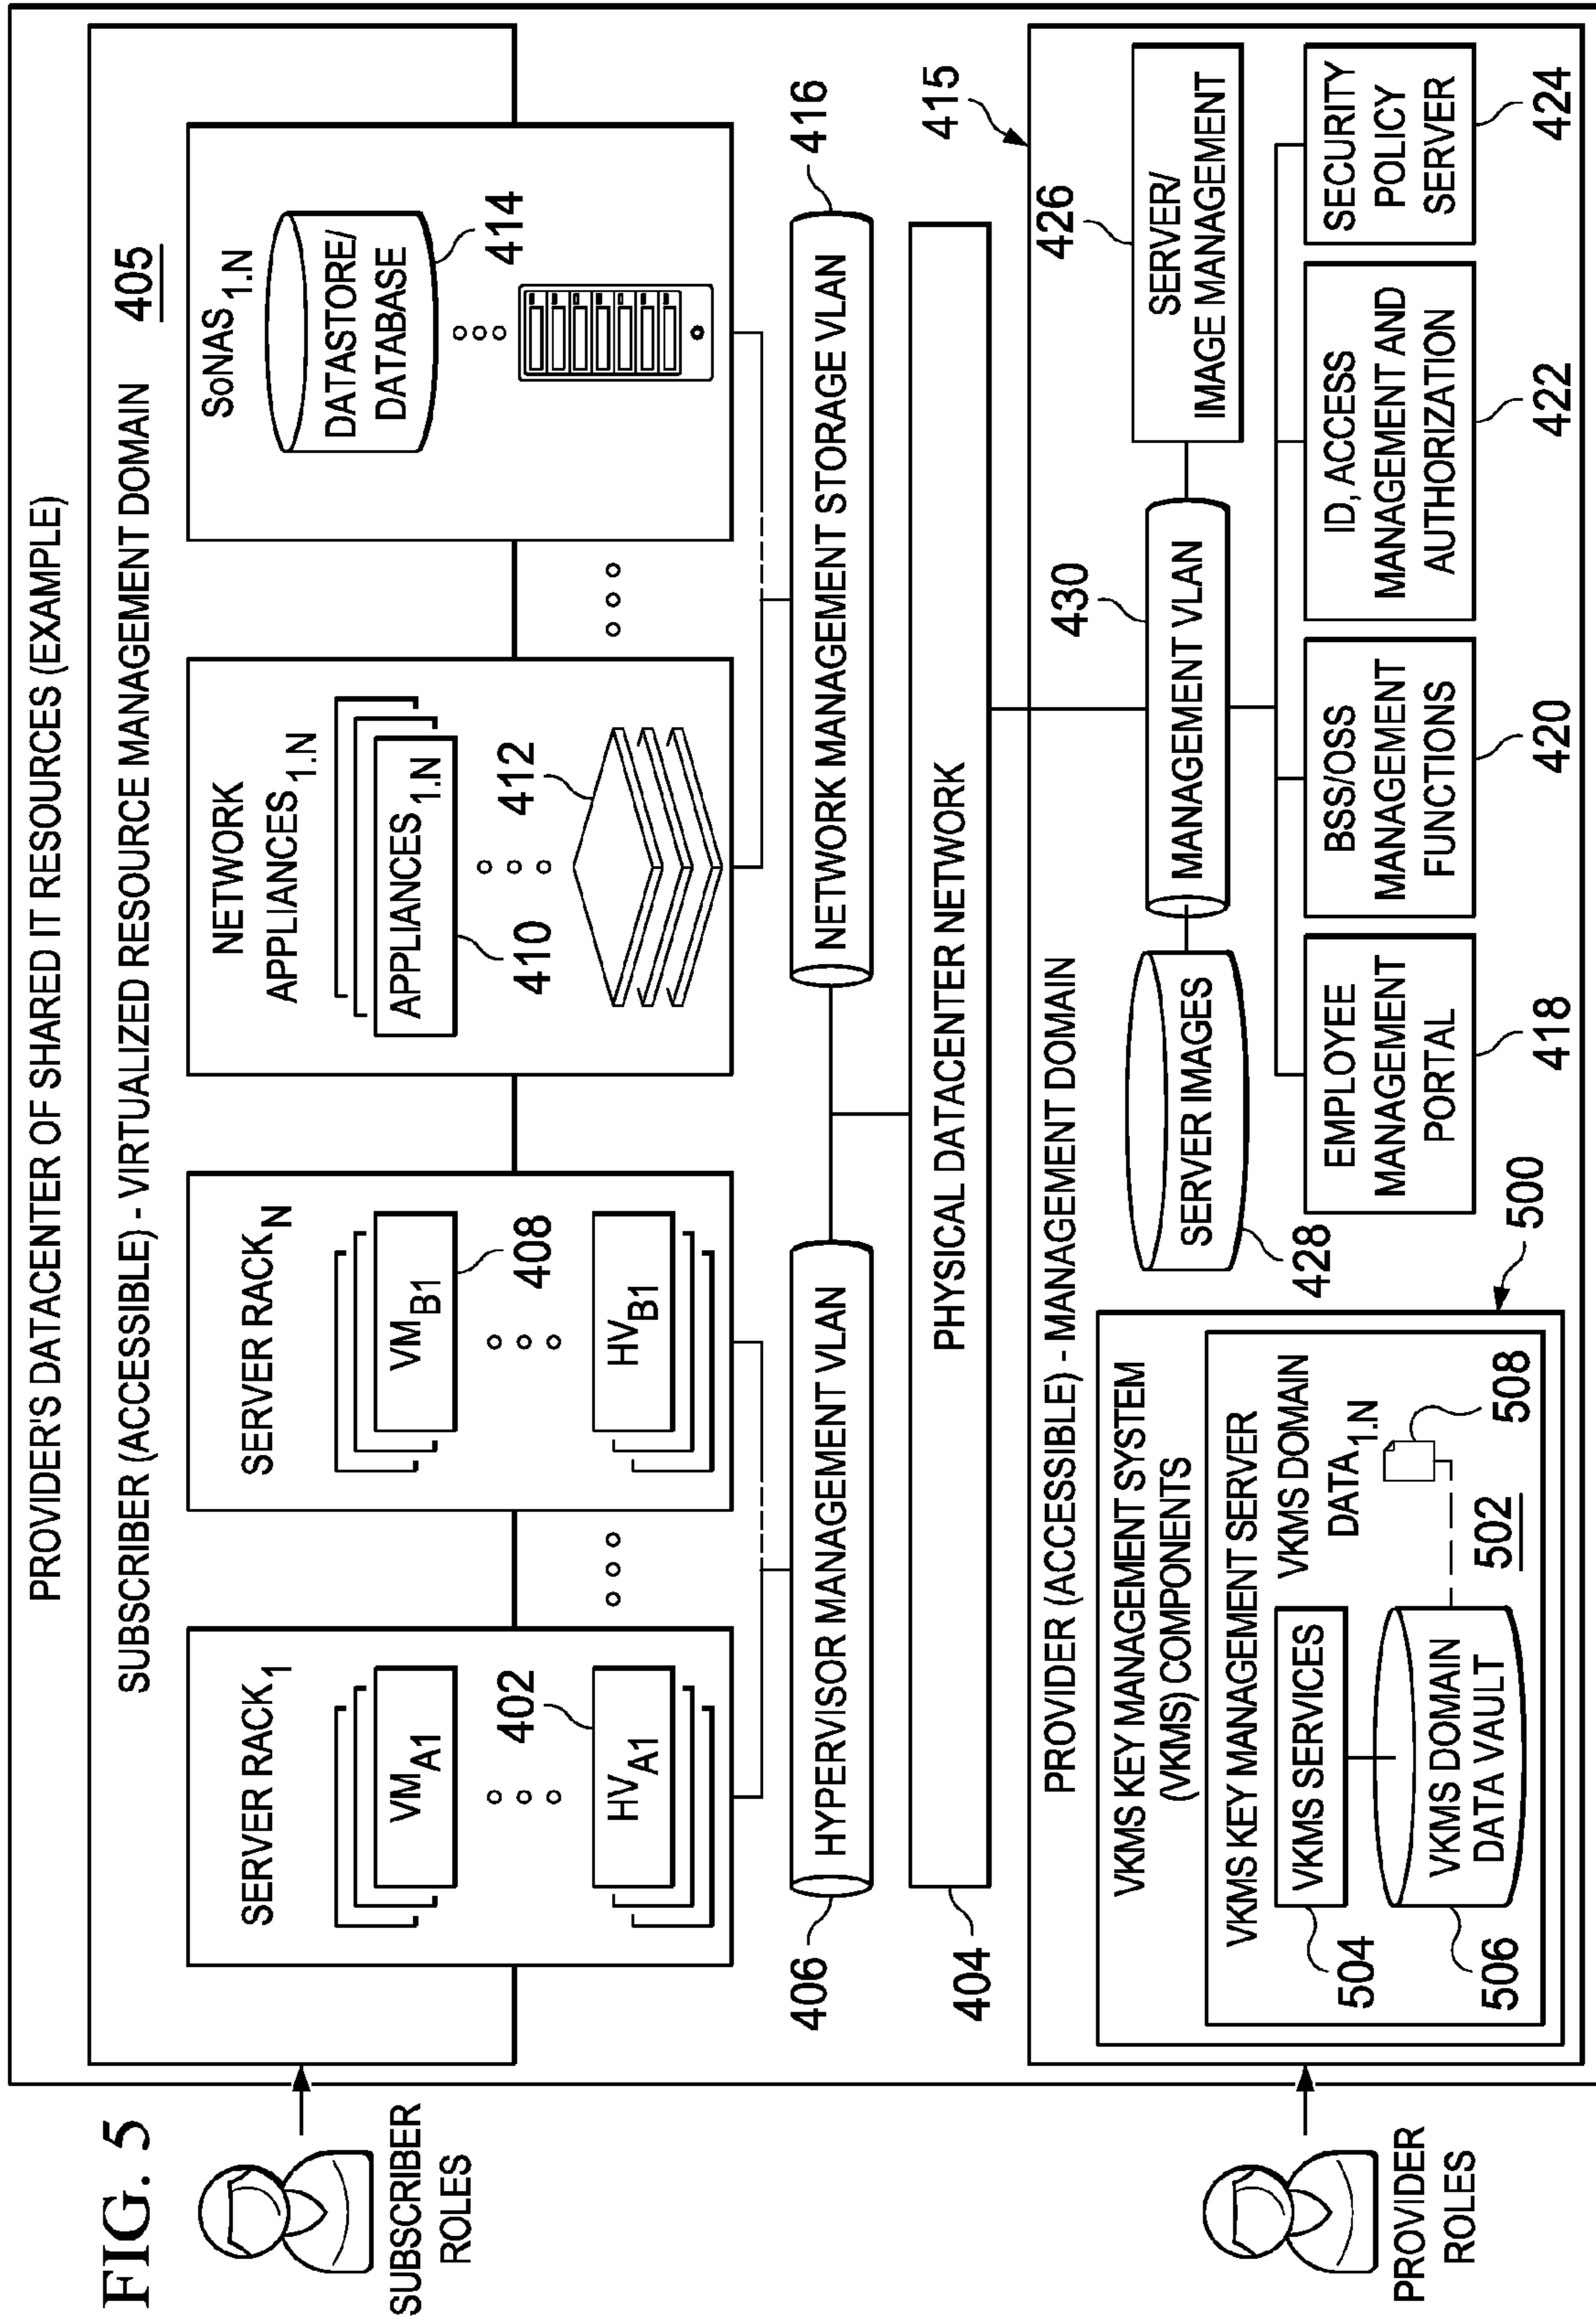 FIG. 5
PROVIDER'S DATACENTER OF SHARED IT RESOURCES (EXAMPLE)
SUBSCRIBER (ACCESSIBLE) - VIRTUALIZED RESOURCE MANAGEMENT DOMAIN
405
SUBSCRIBER
ROLES
SERVER RACK1
VMA1
402
HVA1
SERVER RACKN
VMB1
408
HVB1
NETWORK
APPLIANCES1.N
APPLIANCES1.N
410
412
SoNAS1.N
DATASTORE/
DATABASE
414
406
HYPERVISOR MANAGEMENT VLAN
NETWORK MANAGEMENT STORAGE VLAN
416
404
PHYSICAL DATACENTER NETWORK
415
PROVIDER (ACCESSIBLE) - MANAGEMENT DOMAIN
PROVIDER
ROLES
VKMS KEY MANAGEMENT SYSTEM
(VKMS) COMPONENTS
VKMS KEY MANAGEMENT SERVER
VKMS SERVICES
504
VKMS DOMAIN
DATA1.N
508
502
VKMS DOMAIN
DATA VAULT
506
500
SERVER IMAGES
428
430
MANAGEMENT VLAN
426
SERVER/
IMAGE MANAGEMENT
EMPLOYEE
MANAGEMENT
PORTAL
418
BSS/OSS
MANAGEMENT
FUNCTIONS
420
ID, ACCESS
MANAGEMENT AND
AUTHORIZATION
422
SECURITY
POLICY
SERVER
424